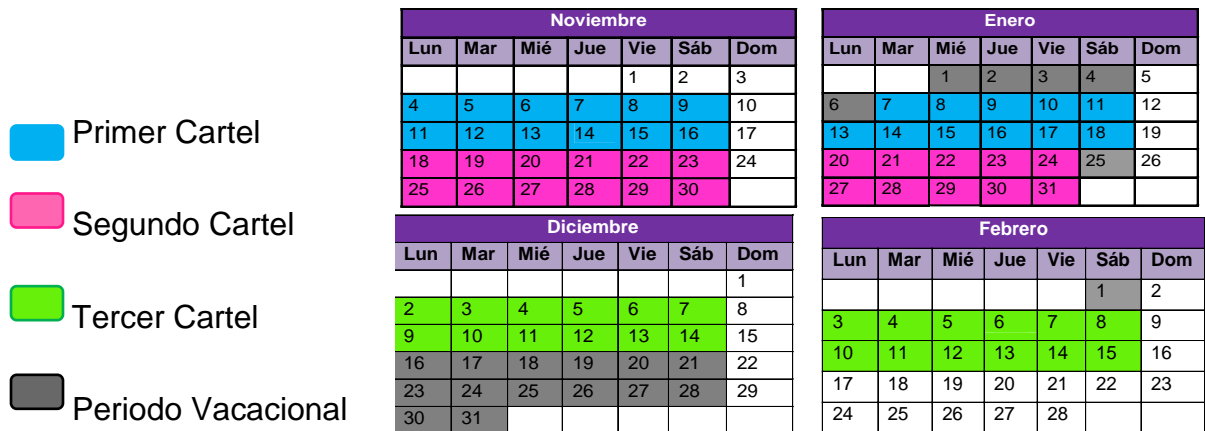 Primer Cartel
Segundo Cartel
Tercer Cartel
Periodo Vacacional
Noviembre
Lun Mar Mié Jue Vie Sáb Dom
1 2 3
4 5 6 7 8 9 10
11 12 13 14 15 16 17
18 19 20 21 22 23 24
25 26 27 28 29 30
Enero
Lun Mar Mié Jue Vie Sáb Dom
1 2 3 4 5
6 7 8 9 10 11 12
13 14 15 16 17 18 19
20 21 22 23 24 25 26
27 28 29 30 31
Diciembre
Lun Mar Mié Jue Vie Sáb Dom
1
2 3 4 5 6 7 8
9 10 11 12 13 14 15
16 17 18 19 20 21 22
23 24 25 26 27 28 29
30 31
Febrero
Lun Mar Mié Jue Vie Sáb Dom
1 2
3 4 5 6 7 8 9
10 11 12 13 14 15 16
17 18 19 20 21 22 23
24 25 26 27 28